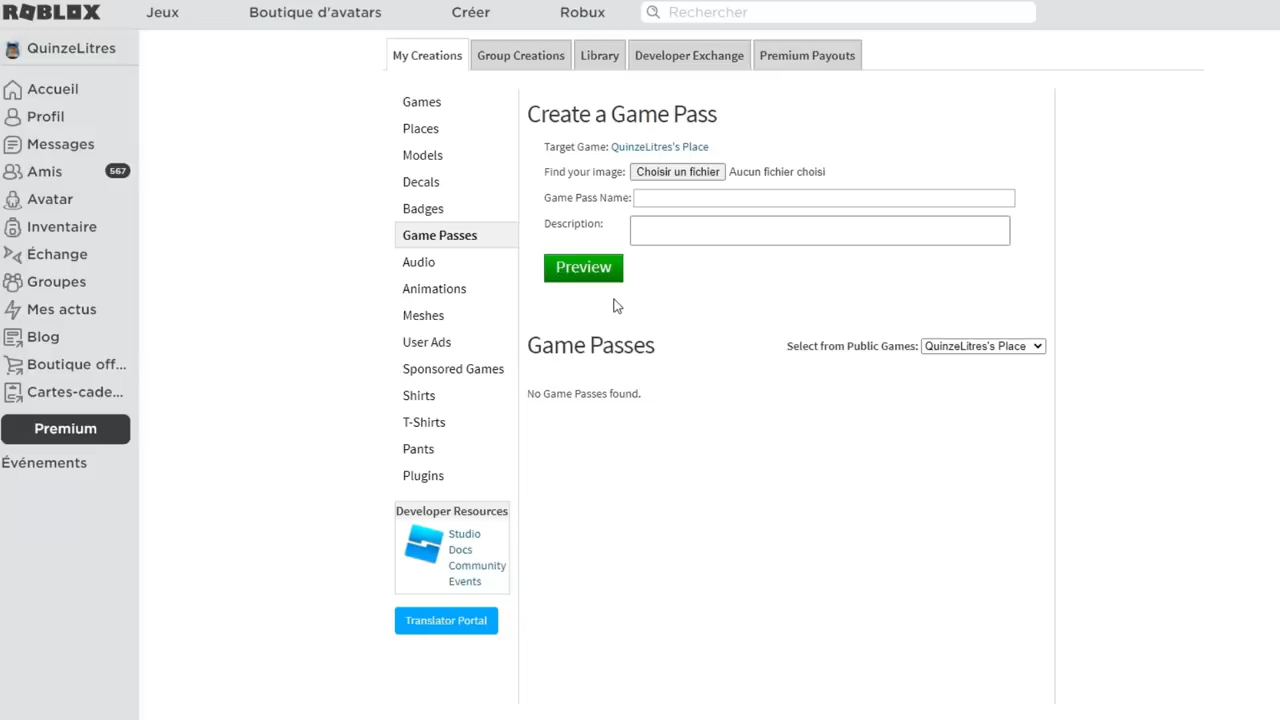 ROBLOX
Jeux
Boutique d'avatars
Créer
Robux
Rechercher
QuinzeLitres
Accueil
Profil
Messages
Amis
567
Avatar
Inventaire
Échange
Groupes
Mes actus
Blog
Boutique off...
Cartes-cade...
Premium
Événements
My Creations
Group Creations
Library
Developer Exchange
Premium Payouts
Games
Places
Models
Decals
Badges
Game Passes
Audio
Animations
Meshes
User Ads
Sponsored Games
Shirts
T-Shirts
Pants
Plugins
Developer Resources
Studio
Docs
Community
Events
Translator Portal
Create a Game Pass
Target Game: QuinzeLitres's Place
Find your image: Choisir un fichier Aucun fichier choisi
Game Pass Name:
Description:
Preview
Game Passes
Select from Public Games: QuinzeLitres's Place
No Game Passes found.